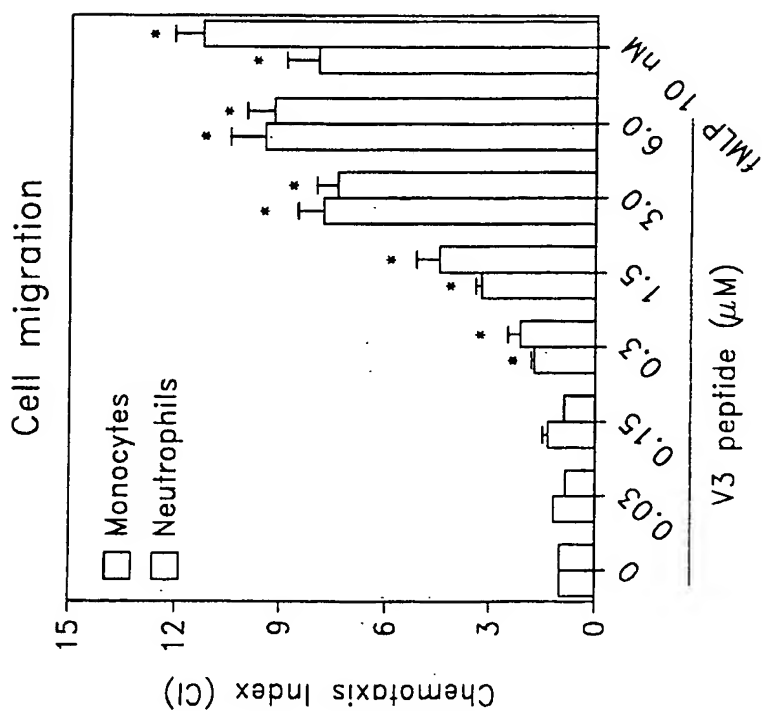 Cell migration
Monocytes
Neutrophils
Chemotaxis Index (CI)
15
12
9
6
3
0
* * * * * * * * * *
0 0.03 0.15 0.3 1.5 3.0 6.0 fMLP 10 nM
V3 peptide (μM)